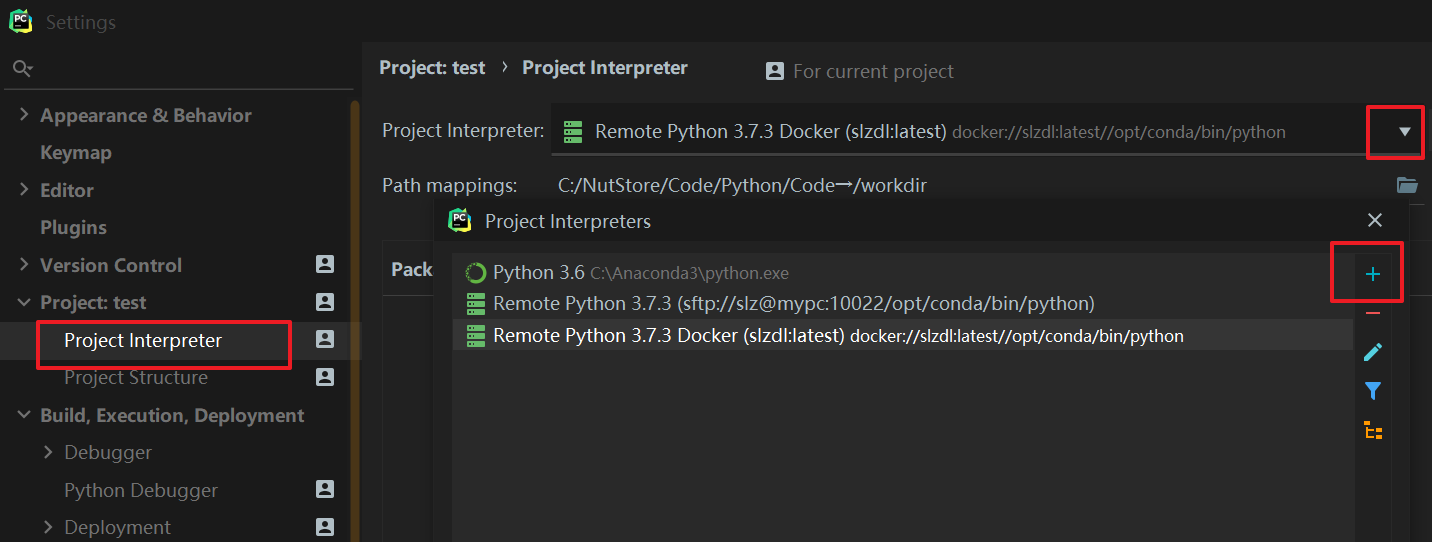 Settings
Project: test › Project Interpreter
For current project
Appearance & Behavior
Keymap
Editor
Plugins
Version Control
Project: test
Project Interpreter
Project Structure
Build, Execution, Deployment
Debugger
Python Debugger
Deployment
Project Interpreter: Remote Python 3.7.3 Docker (slzdl:latest) docker://slzdl:latest//opt/conda/bin/python
Path mappings: C:/NutStore/Code/Python/Code→/workdir
Pack
Project Interpreters
Python 3.6 C:\Anaconda3\python.exe
Remote Python 3.7.3 (sftp://slz@mypc:10022/opt/conda/bin/python)
Remote Python 3.7.3 Docker (slzdl:latest) docker://slzdl:latest//opt/conda/bin/python